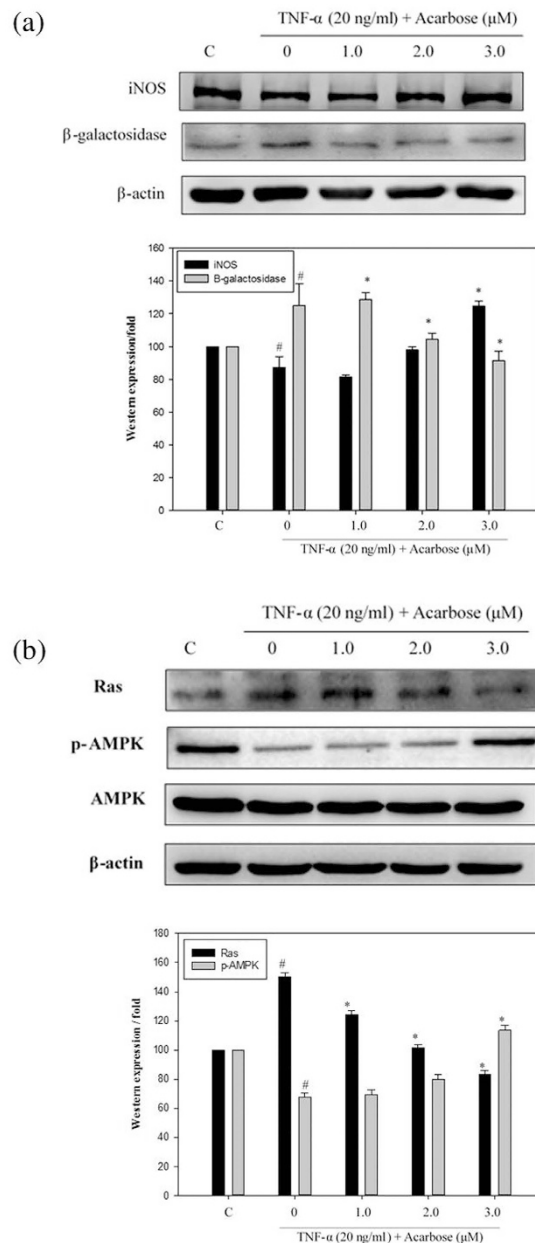 (a)
TNF-α (20 ng/ml) + Acarbose (μM)
C 0 1.0 2.0 3.0
iNOS
β-galactosidase
β-actin
160
140
120
100
80
60
40
20
0
Western expression/fold
iNOS
B-galactosidase
# # * * * * *
C 0 1.0 2.0 3.0
TNF-α (20 ng/ml) + Acarbose (μM)
(b)
TNF-α (20 ng/ml) + Acarbose (μM)
C 0 1.0 2.0 3.0
Ras
p-AMPK
AMPK
β-actin
180
160
140
120
100
80
60
40
20
0
Western expression / fold
Ras
p-AMPK
# # * * * *
C 0 1.0 2.0 3.0
TNF-α (20 ng/ml) + Acarbose (μM)